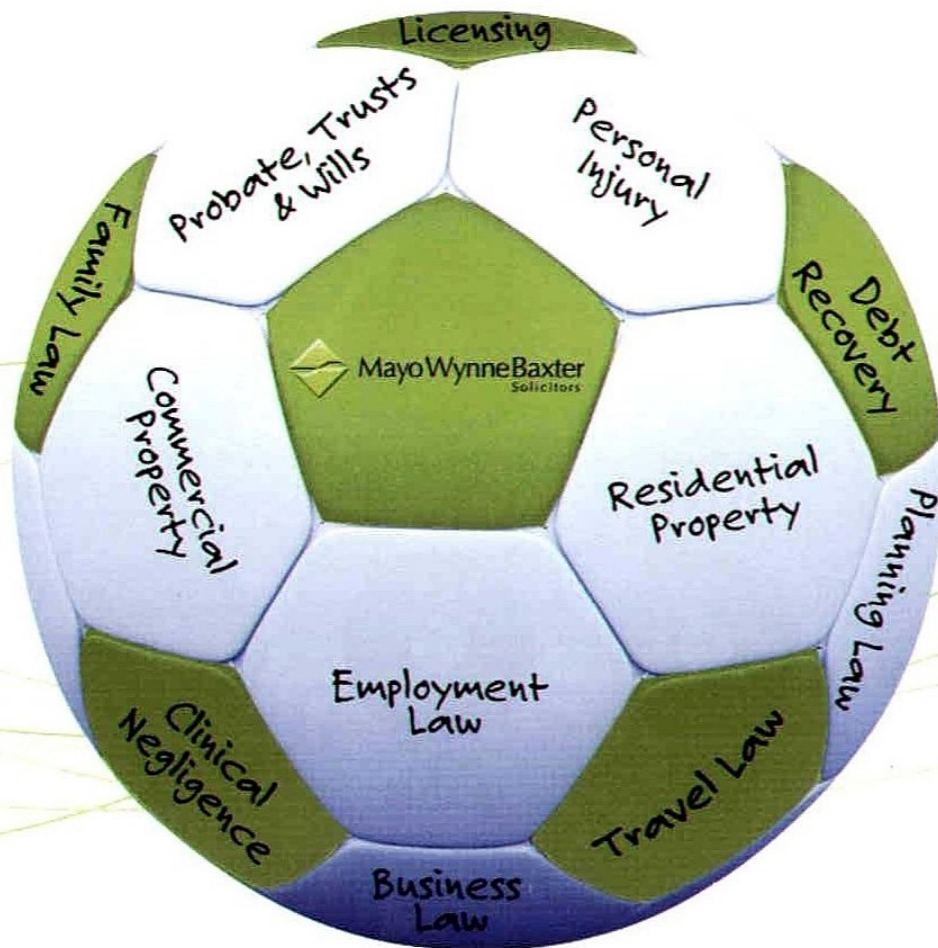 Licensing
Probate, Trusts
& Wills
Personal
Injury
Family Law
Debt
Recovery
MayoWynneBaxter
Solicitors
Commercial
Property
Residential
Property
Planning Law
Employment
Law
Clinical
Negligence
Travel Law
Business
Law